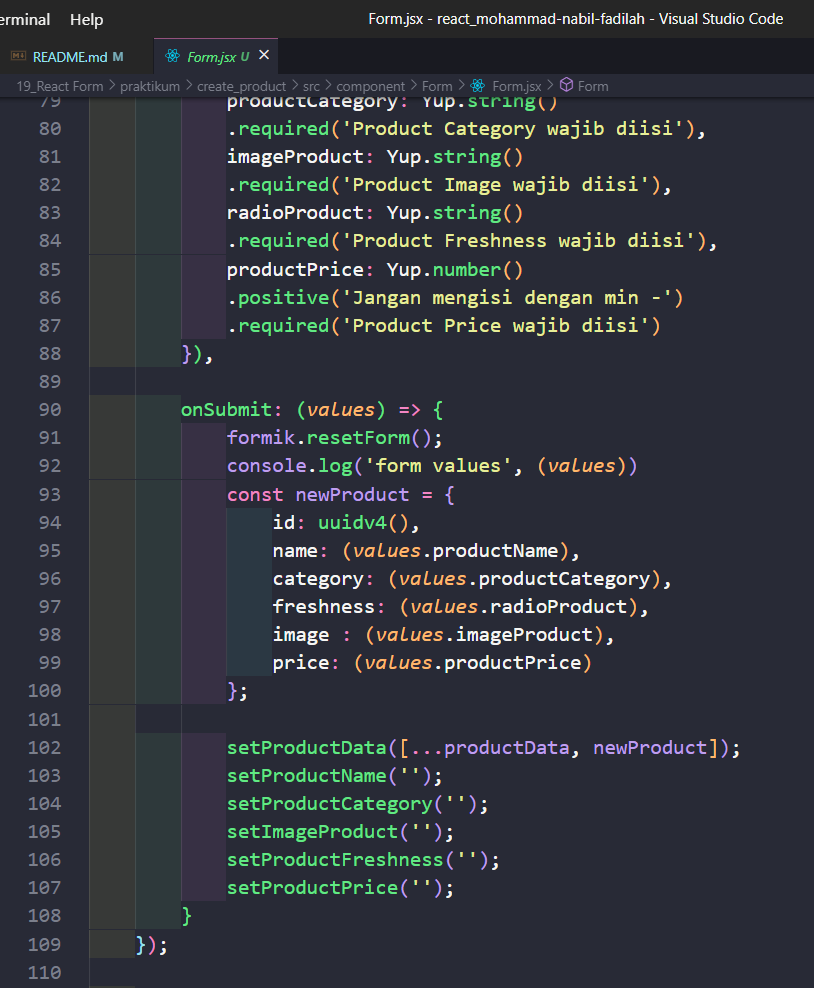 erminal Help Form.jsx - react_mohammad-nabil-fadilah - Visual Studio Code
README.md M Form.jsx U ×
19_React Form > praktikum > create_product > src > component > Form > Form.jsx > Form
79 productCategory: Yup.string()
80 .required('Product Category wajib diisi'),
81 imageProduct: Yup.string()
82 .required('Product Image wajib diisi'),
83 radioProduct: Yup.string()
84 .required('Product Freshness wajib diisi'),
85 productPrice: Yup.number()
86 .positive('Jangan mengisi dengan min -')
87 .required('Product Price wajib diisi')
88 }),
89
90 onSubmit: (values) => {
91 formik.resetForm();
92 console.log('form values', (values))
93 const newProduct = {
94 id: uuidv4(),
95 name: (values.productName),
96 category: (values.productCategory),
97 freshness: (values.radioProduct),
98 image : (values.imageProduct),
99 price: (values.productPrice)
100 };
101
102 setProductData([...productData, newProduct]);
103 setProductName('');
104 setProductCategory('');
105 setImageProduct('');
106 setProductFreshness('');
107 setProductPrice('');
108 }
109 });
110